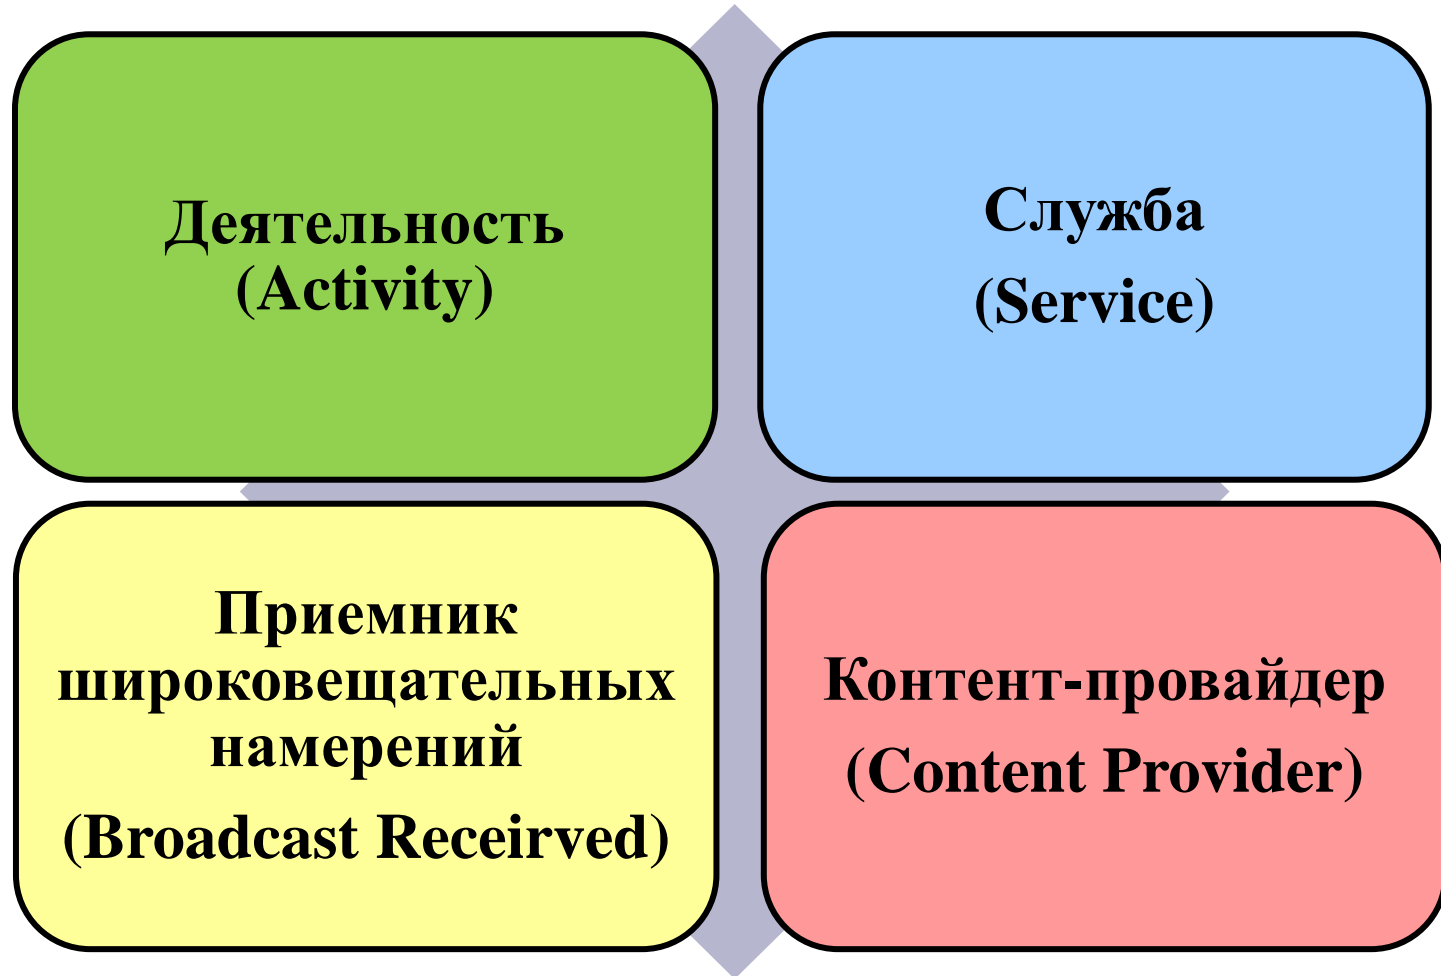 Деятельность
(Activity)
Служба
(Service)
Приемник
широковещательных
намерений
(Broadcast Receirved)
Контент-провайдер
(Content Provider)